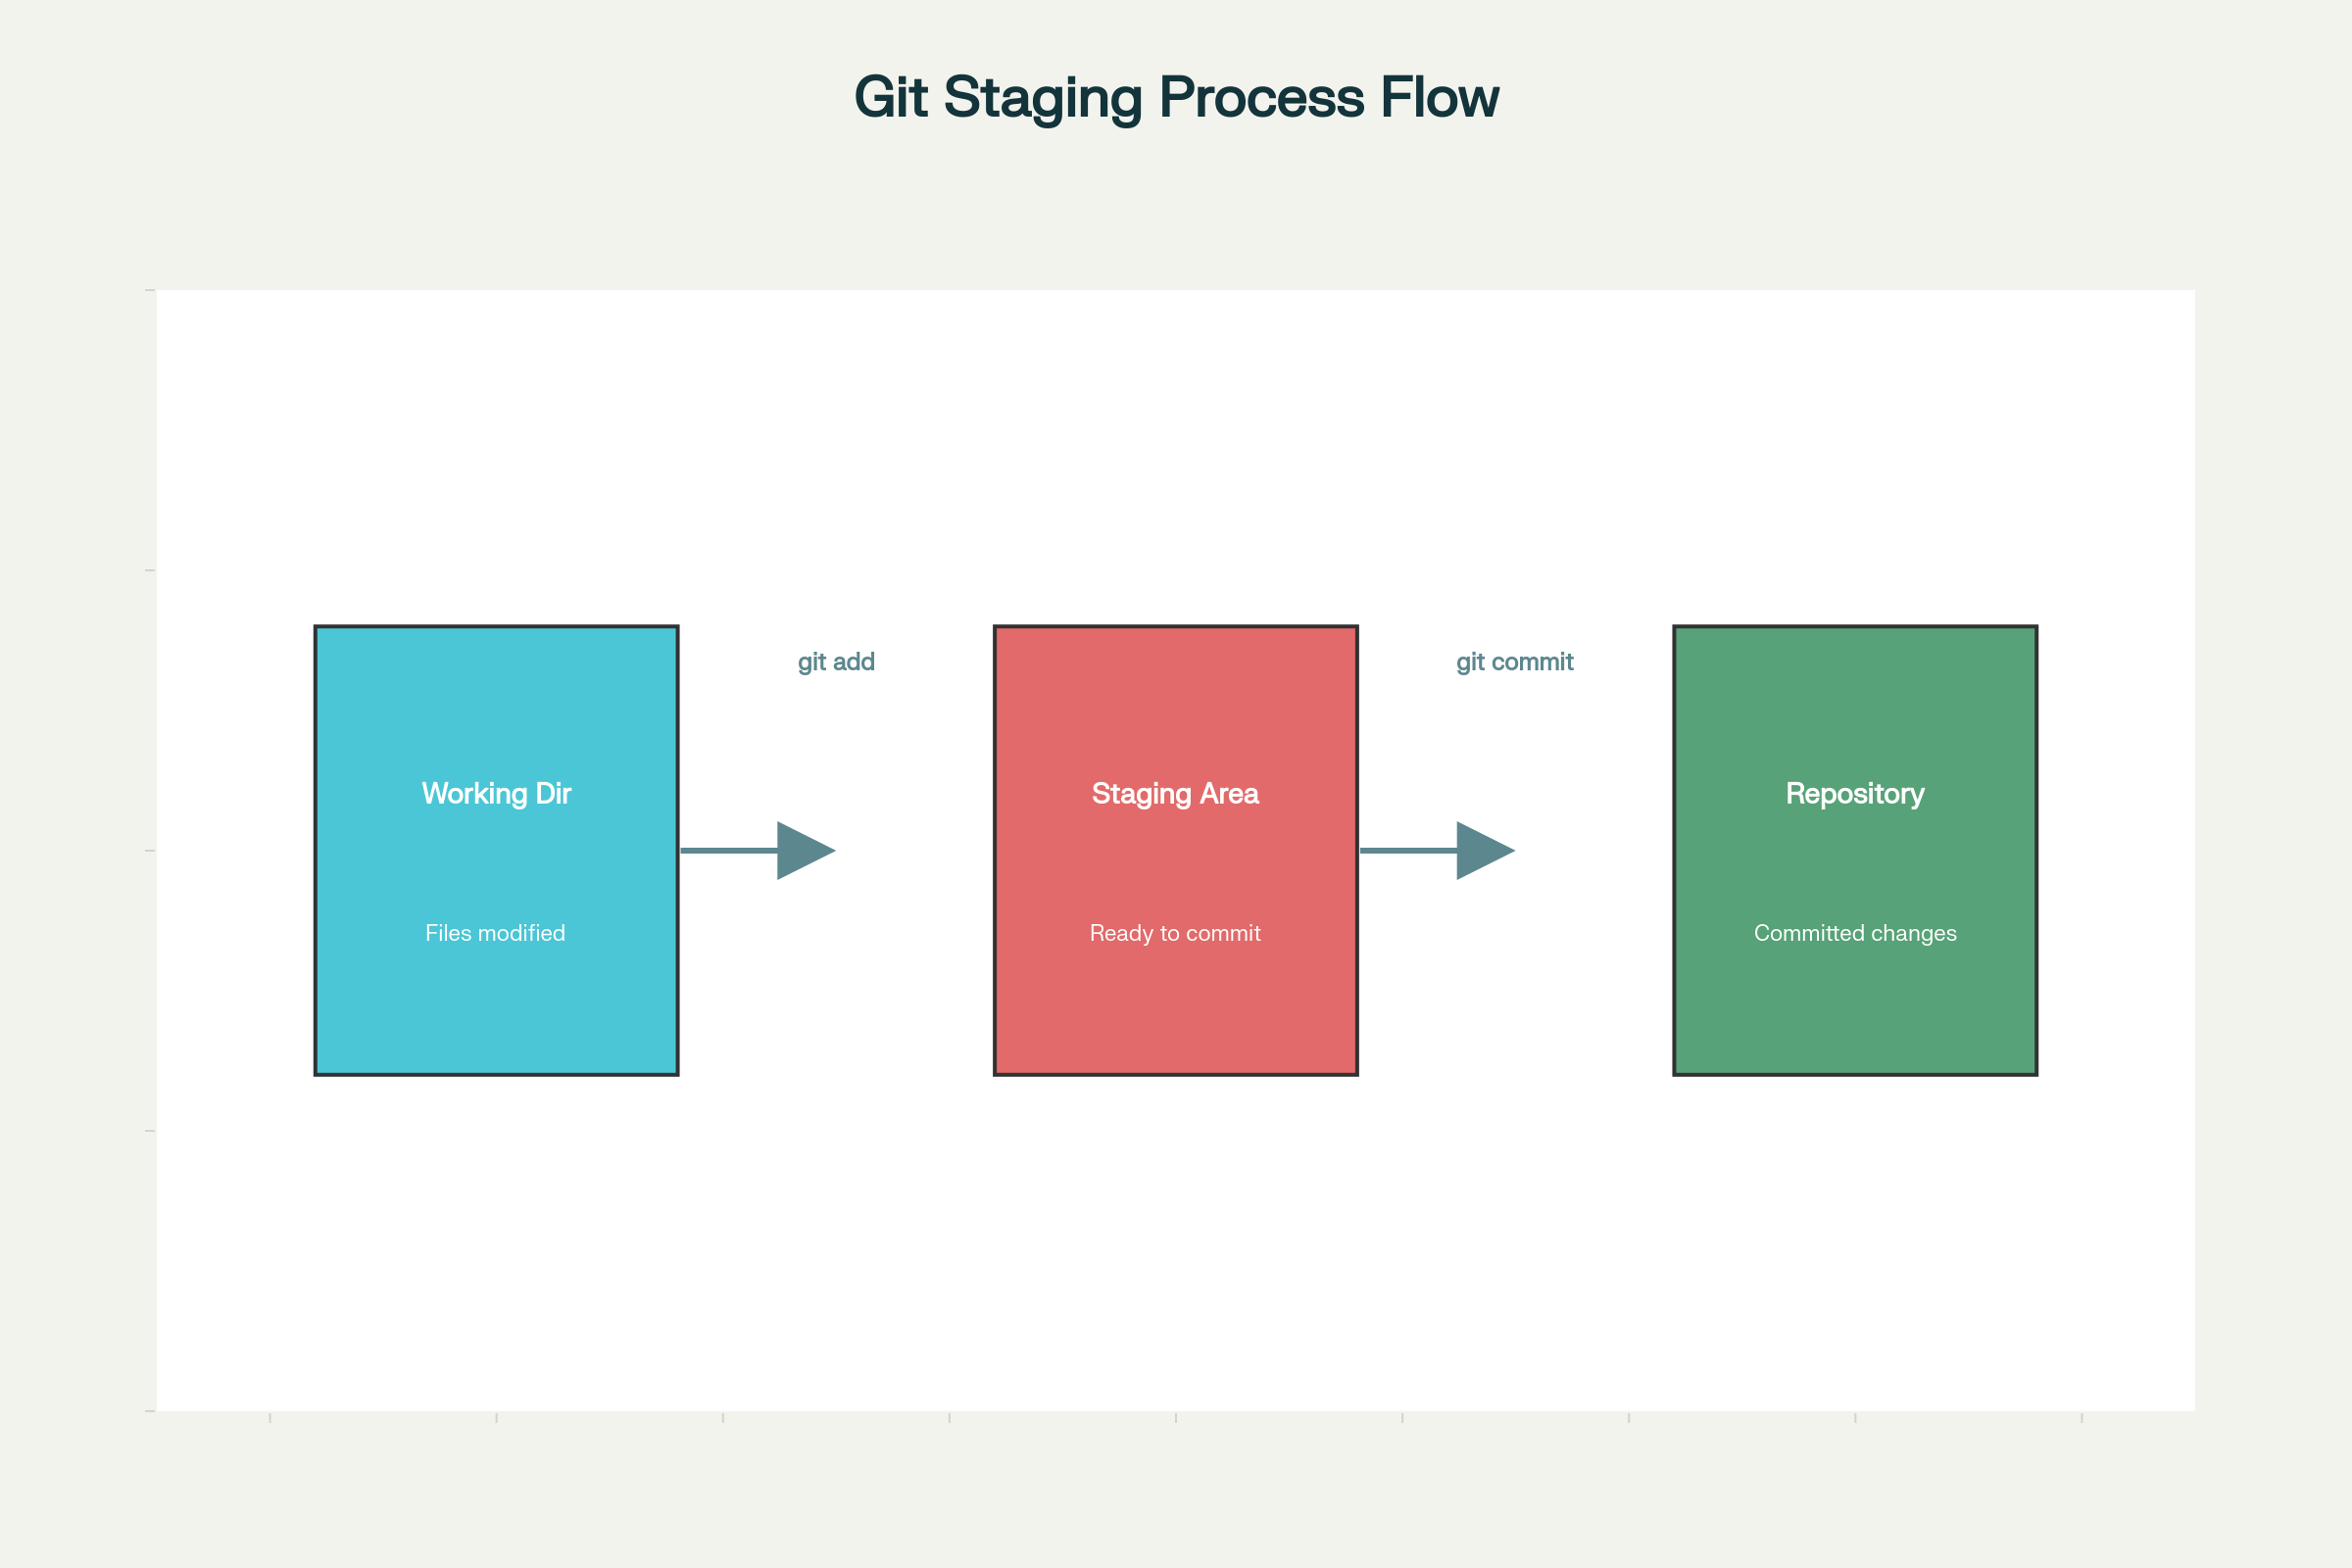 Git Staging Process Flow
git add
git commit
Working Dir
Staging Area
Repository
Files modified
Ready to commit
Committed changes